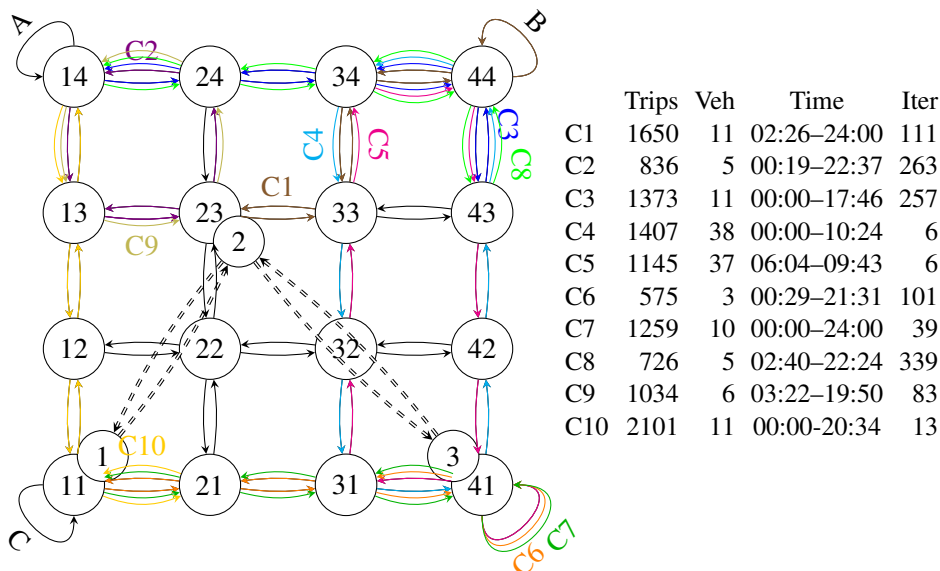 A
B
C2
14 24 34 44
C3
C4
C5
C8
C1
13 23 33 43
C9
2
12 22 32 42
C10
1 3
11 21 31 41
C
C6
C7
Trips Veh Time Iter
C1 1650 11 02:26–24:00 111
C2 836 5 00:19–22:37 263
C3 1373 11 00:00–17:46 257
C4 1407 38 00:00–10:24 6
C5 1145 37 06:04–09:43 6
C6 575 3 00:29–21:31 101
C7 1259 10 00:00–24:00 39
C8 726 5 02:40–22:24 339
C9 1034 6 03:22–19:50 83
C10 2101 11 00:00-20:34 13